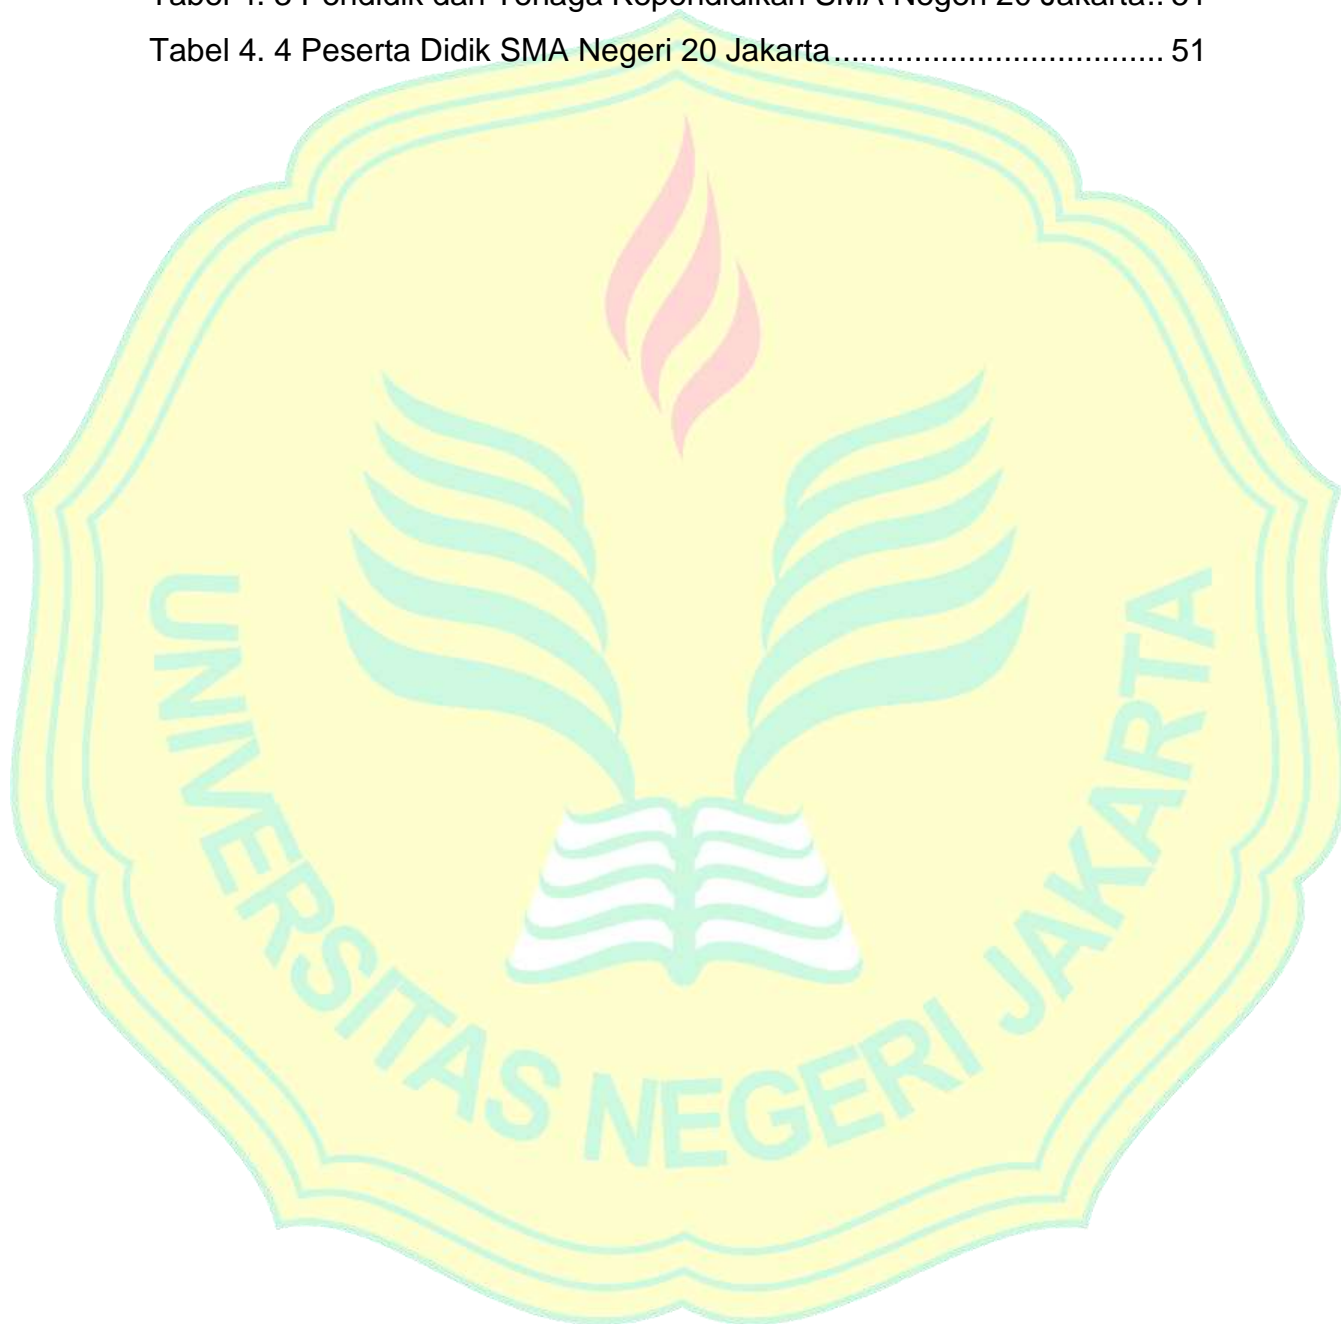 Tabel 4. 3 Pendidik dan Tenaga Kependidikan SMA Negeri 20 Jakarta.. 51
Tabel 4. 4 Peserta Didik SMA Negeri 20 Jakarta..................................... 51
UNIVERSITAS NEGERI JAKARTA